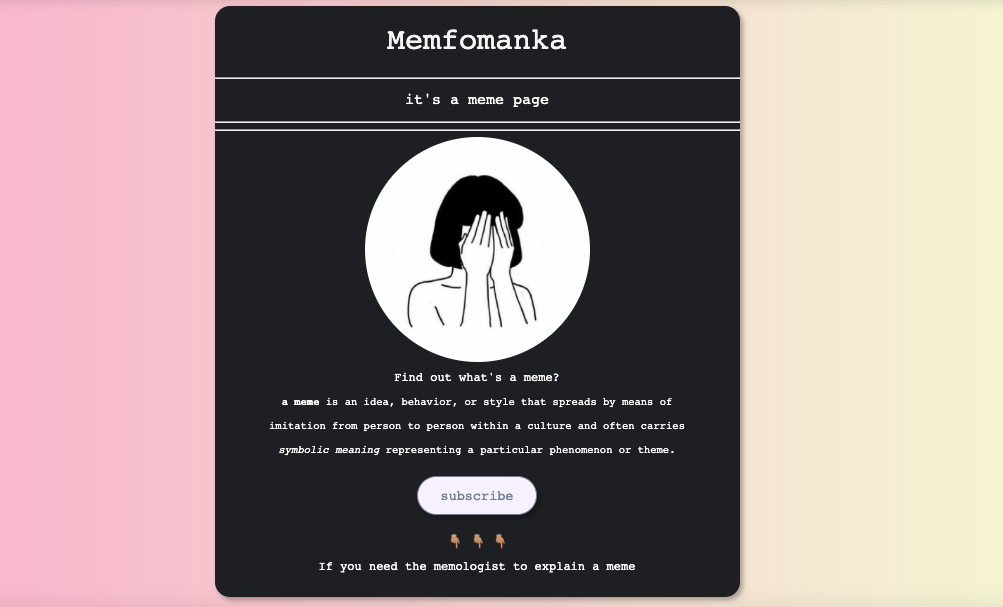 Memfomanka
it's a meme page
Find out what's a meme?
a meme is an idea, behavior, or style that spreads by means of
imitation from person to person within a culture and often carries
symbolic meaning representing a particular phenomenon or theme.
subscribe
👇🏽 👇🏽 👇🏽
If you need the memologist to explain a meme